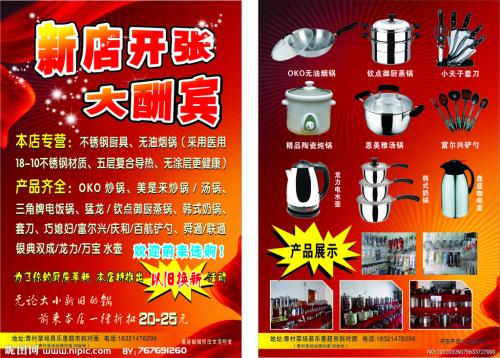 新店开张
大酬宾
本店专营：不锈钢厨具、无油烟锅（采用医用
18-10不锈钢材质、五层复合导热、无涂层更健康）
产品齐全：OKO炒锅、美是来炒锅/汤锅、
三角牌电饭锅、猛龙/钦点御厨蒸锅、韩式奶锅、
套刀、巧媳妇/富尔兴/庆和/百航铲勺、舜通/联通
银典双成/龙力/万宝 水壶
欢迎前来选购！
为了你的厨房革新 本店特推出 以旧换新 活动
无论大小新旧的锅
前来本店一律折扣20-25元
地址:青村菜场易乐惠超市斜对面 18321476296
昵图网 www.nipic.com BY:767691260
OKO无油烟锅
钦点御厨蒸锅
小天子套刀
精品陶瓷炖锅
思美雅汤锅
富尔兴铲勺
龙力电水壶
韩式奶锅
鼎盛咖啡壶
产品展示
地址:青村菜场易乐惠超市斜对面 18321476296